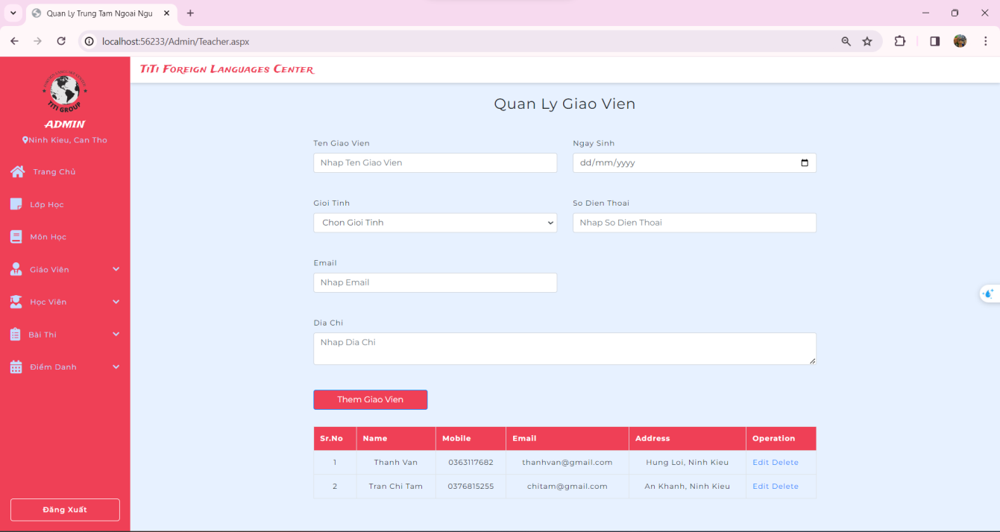 Quan Ly Trung Tam Ngoai Ngu
localhost:56233/Admin/Teacher.aspx
TiTi Foreign Languages Center
TITI GROUP
ADMIN
Ninh Kieu, Can Tho
Trang Chủ
Lớp Học
Môn Học
Giáo Viên
Học Viên
Bài Thi
Điểm Danh
Đăng Xuất
Quan Ly Giao Vien
Ten Giao Vien
Ngay Sinh
Nhap Ten Giao Vien
dd/mm/yyyy
Gioi Tinh
So Dien Thoai
Chon Gioi Tinh
Nhap So Dien Thoai
Email
Nhap Email
Dia Chi
Nhap Dia Chi
Them Giao Vien
Sr.No Name Mobile Email Address Operation
1 Thanh Van 0363117682 thanhvan@gmail.com Hung Loi, Ninh Kieu Edit Delete
2 Tran Chi Tam 0376815255 chitam@gmail.com An Khanh, Ninh Kieu Edit Delete